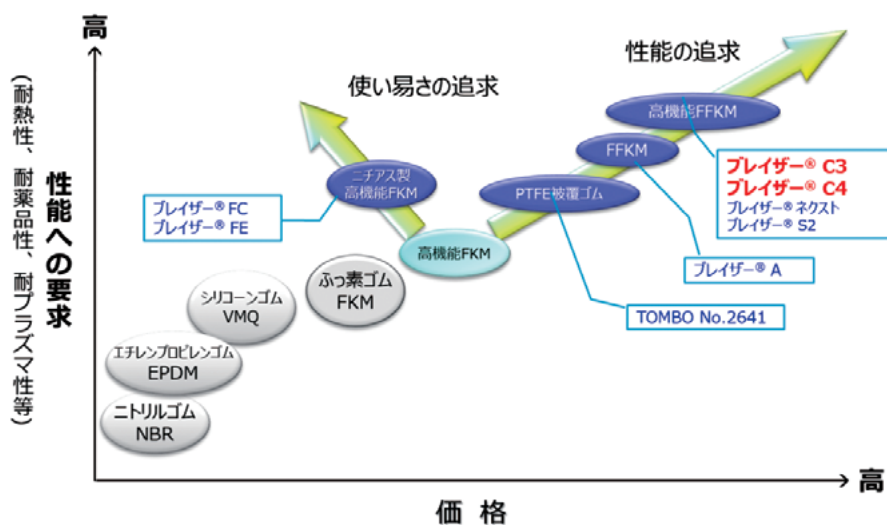 高
性能の追求
使い易さの追求
高機能FFKM
FFKM
ブレイザー® C3
ブレイザー® C4
ブレイザー® ネクスト
ブレイザー® S2
ニチアス製
高機能FKM
PTFE被覆ゴム
ブレイザー® FC
ブレイザー® FE
高機能FKM
ブレイザー® A
ふっ素ゴム
FKM
シリコーンゴム
VMQ
TOMBO No.2641
エチレンプロピレンゴム
EPDM
ニトリルゴム
NBR
性能への要求
（耐熱性、耐薬品性、耐プラズマ性等）
高
価 格